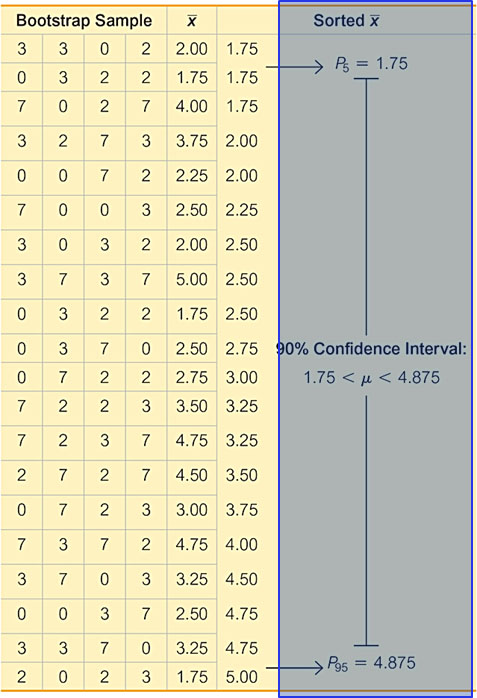 Bootstrap Sample x̅ Sorted x̅
3 3 0 2 2.00 1.75
0 3 2 2 1.75 1.75 P₅ = 1.75
7 0 2 7 4.00 1.75
3 2 7 3 3.75 2.00
0 0 7 2 2.25 2.00
7 0 0 3 2.50 2.25
3 0 3 2 2.00 2.50
3 7 3 7 5.00 2.50
0 3 2 2 1.75 2.50
0 3 7 0 2.50 2.75 90% Confidence Interval:
0 7 2 2 2.75 3.00 1.75 < μ < 4.875
7 2 2 3 3.50 3.25
7 2 3 7 4.75 3.25
2 7 2 7 4.50 3.50
0 7 2 3 3.00 3.75
7 3 7 2 4.75 4.00
3 7 0 3 3.25 4.50
0 0 3 7 2.50 4.75
3 3 7 0 3.25 4.75 P₉₅ = 4.875
2 0 2 3 1.75 5.00